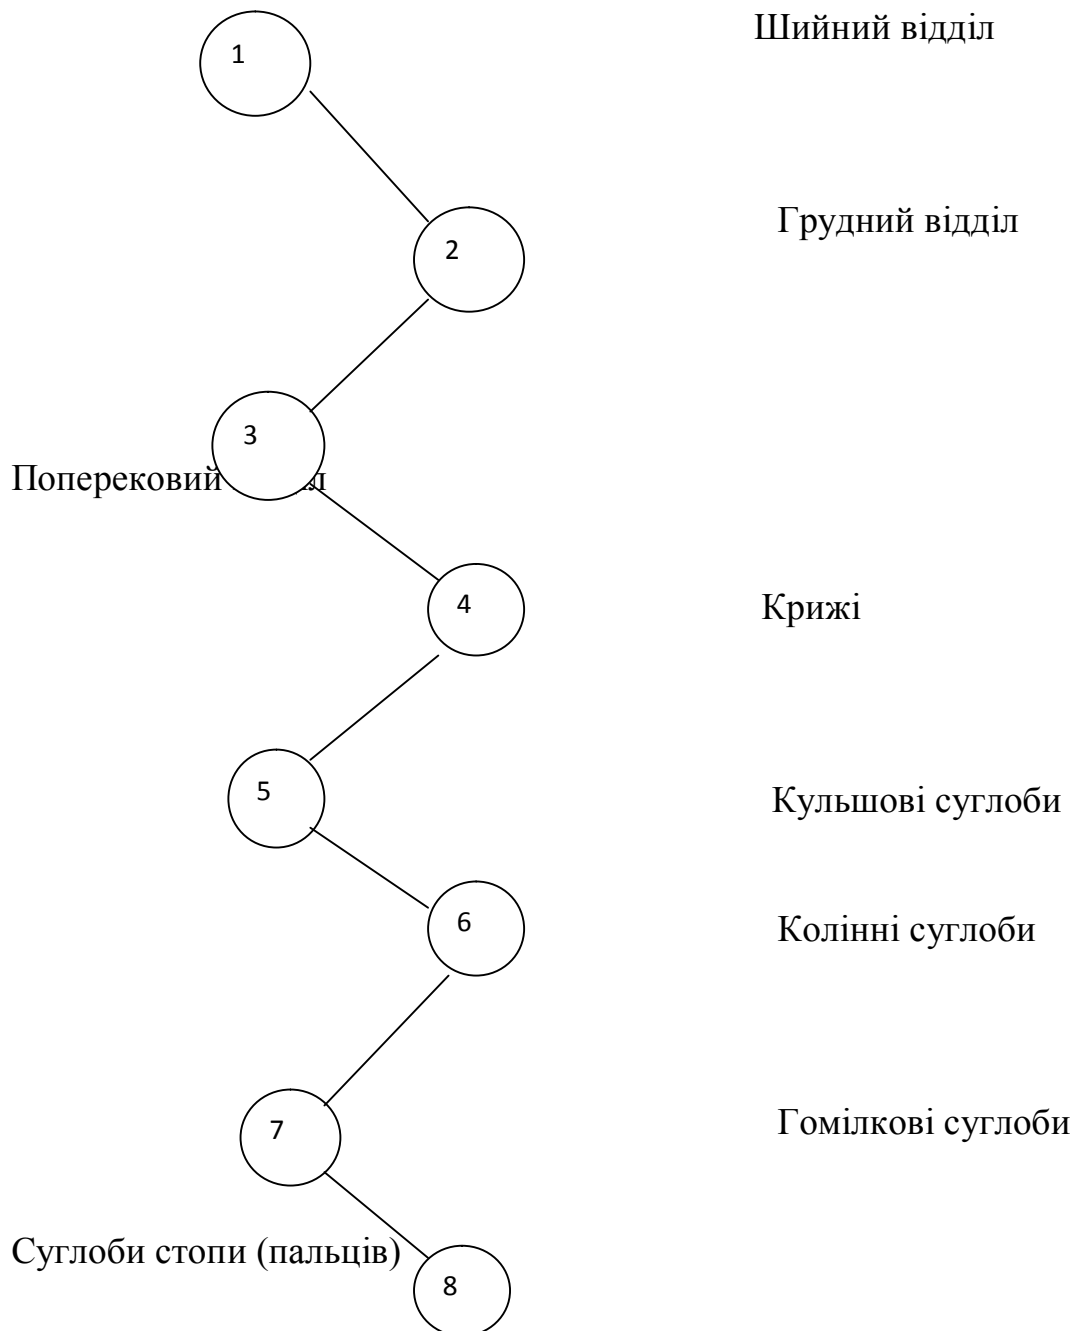 1
Шийний відділ
2
Грудний відділ
3
Поперековий
4
Крижі
5
Кульшові суглоби
6
Колінні суглоби
7
Гомілкові суглоби
Суглоби стопи (пальців)
8